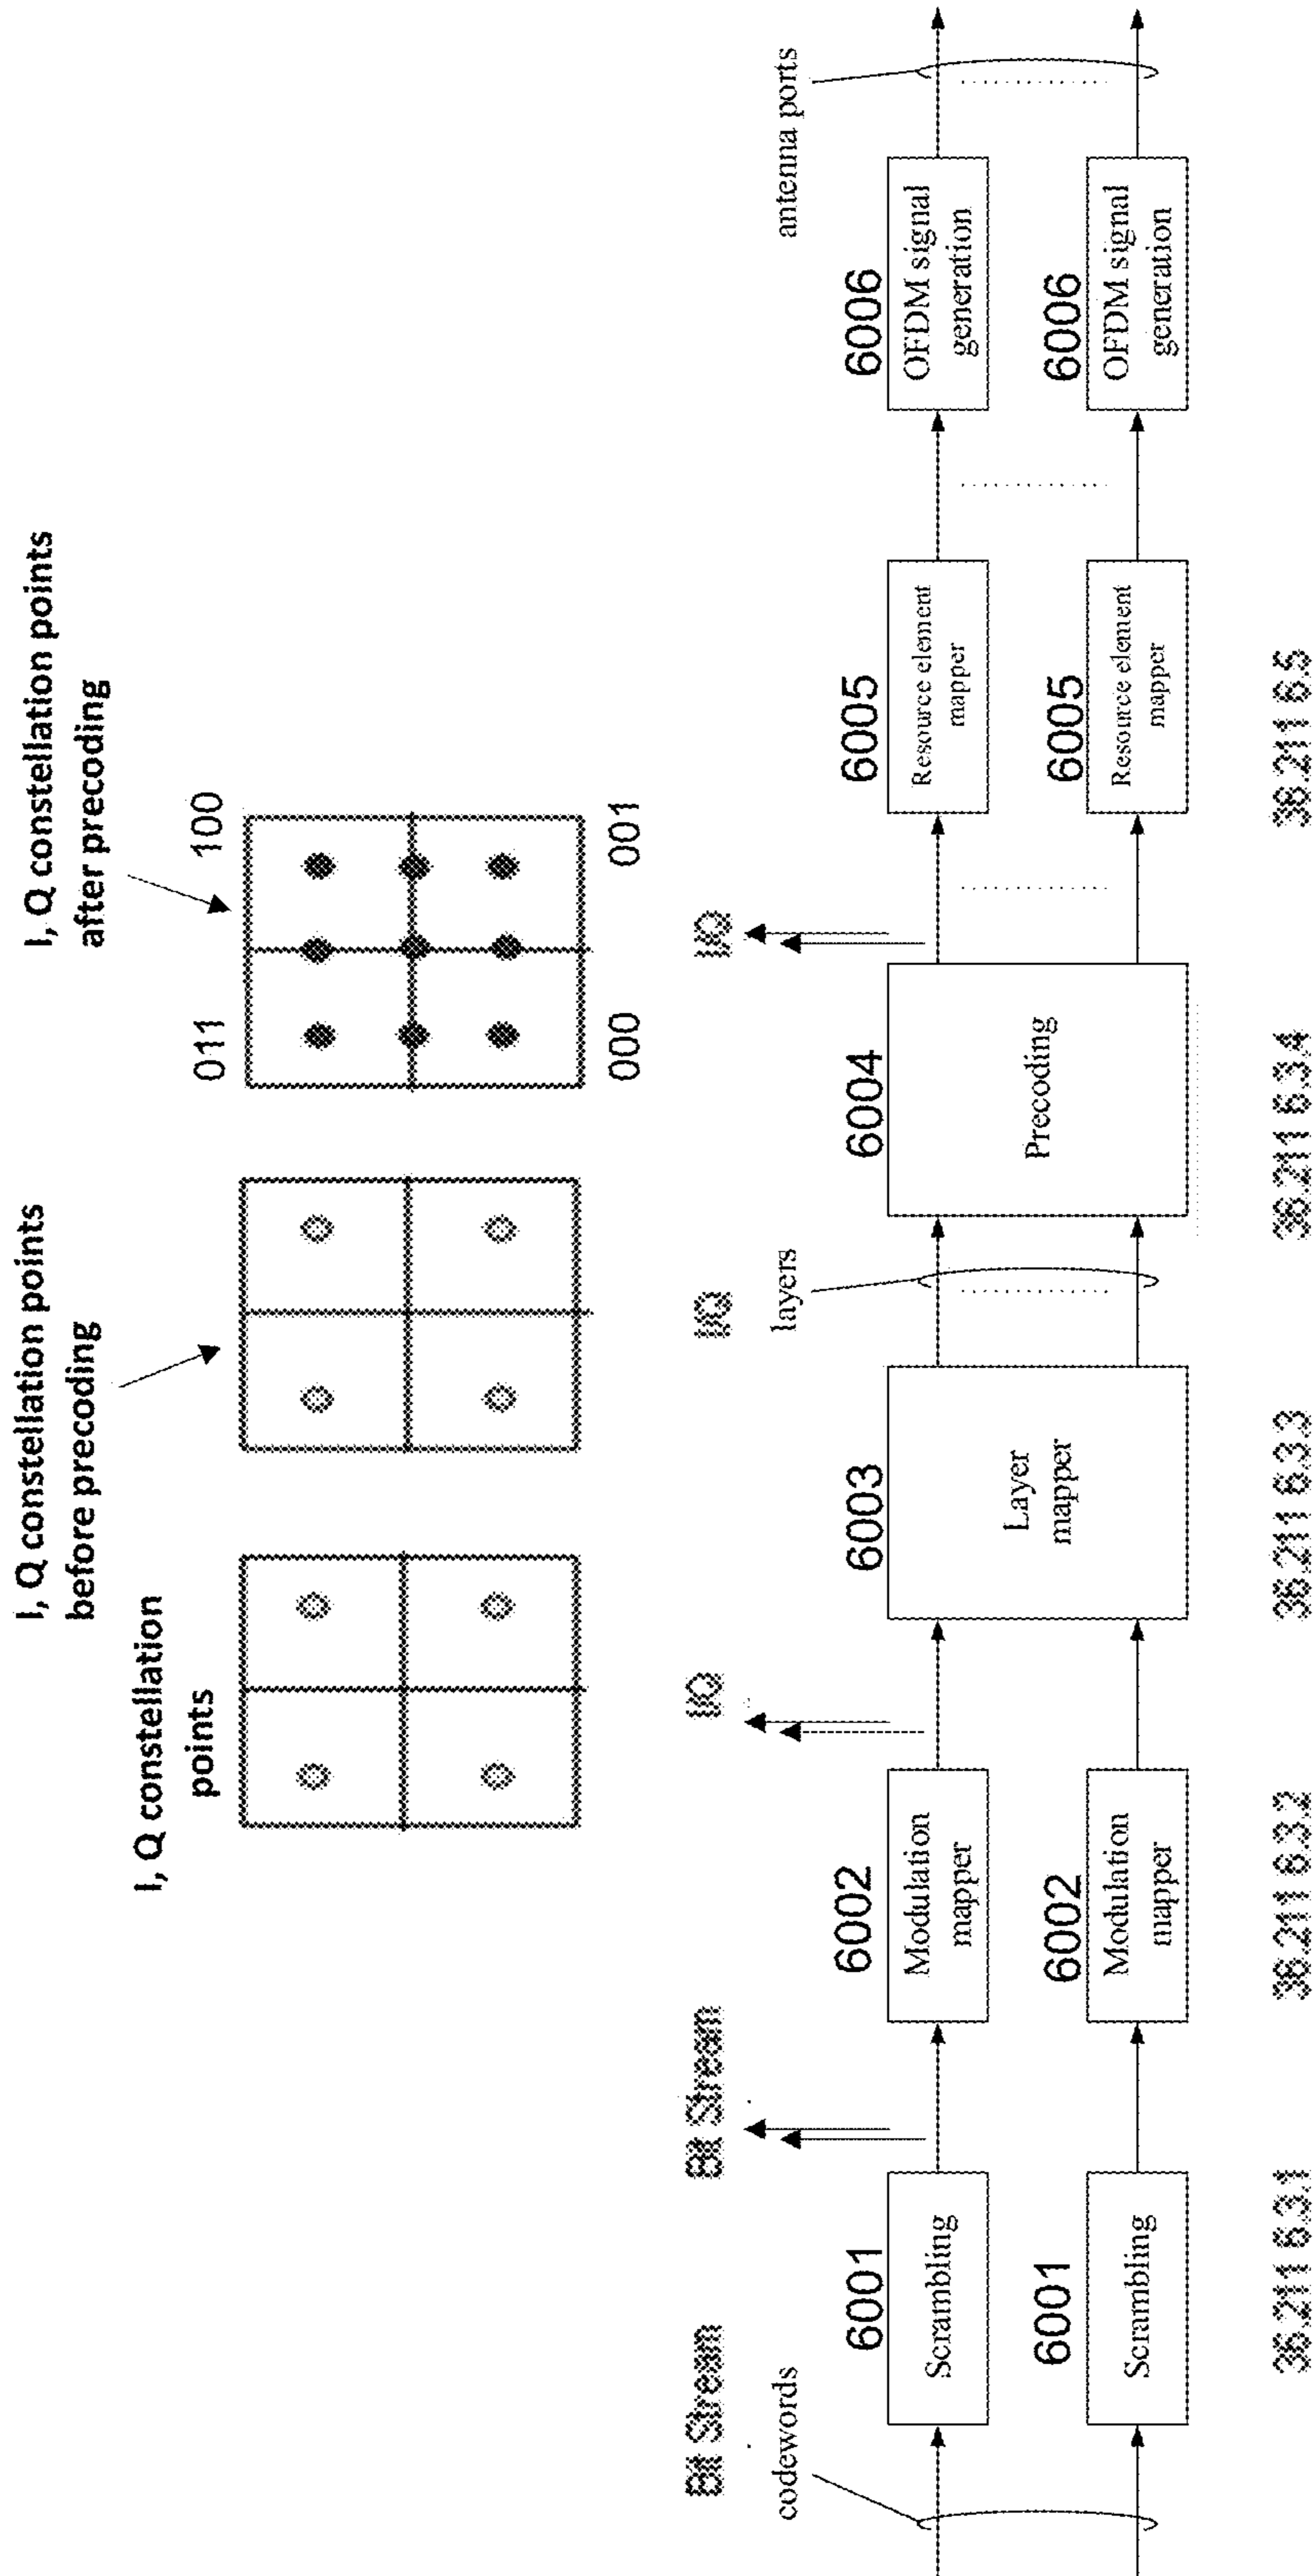 I, Q constellation points
after precoding
I, Q constellation points
before precoding
I, Q constellation
points
011
100
000
001
Bit Stream
Bit Stream
I/Q
I/Q
I/Q
codewords
layers
antenna ports
6001
6002
6003
6004
6005
6006
Scrambling
Modulation
mapper
Layer
mapper
Precoding
Resource element
mapper
OFDM signal
generation
6001
6002
6005
6006
Scrambling
Modulation
mapper
Resource element
mapper
OFDM signal
generation
36.211 6.3.1
36.211 6.3.2
36.211 6.3.3
36.211 6.3.4
36.211 6.5